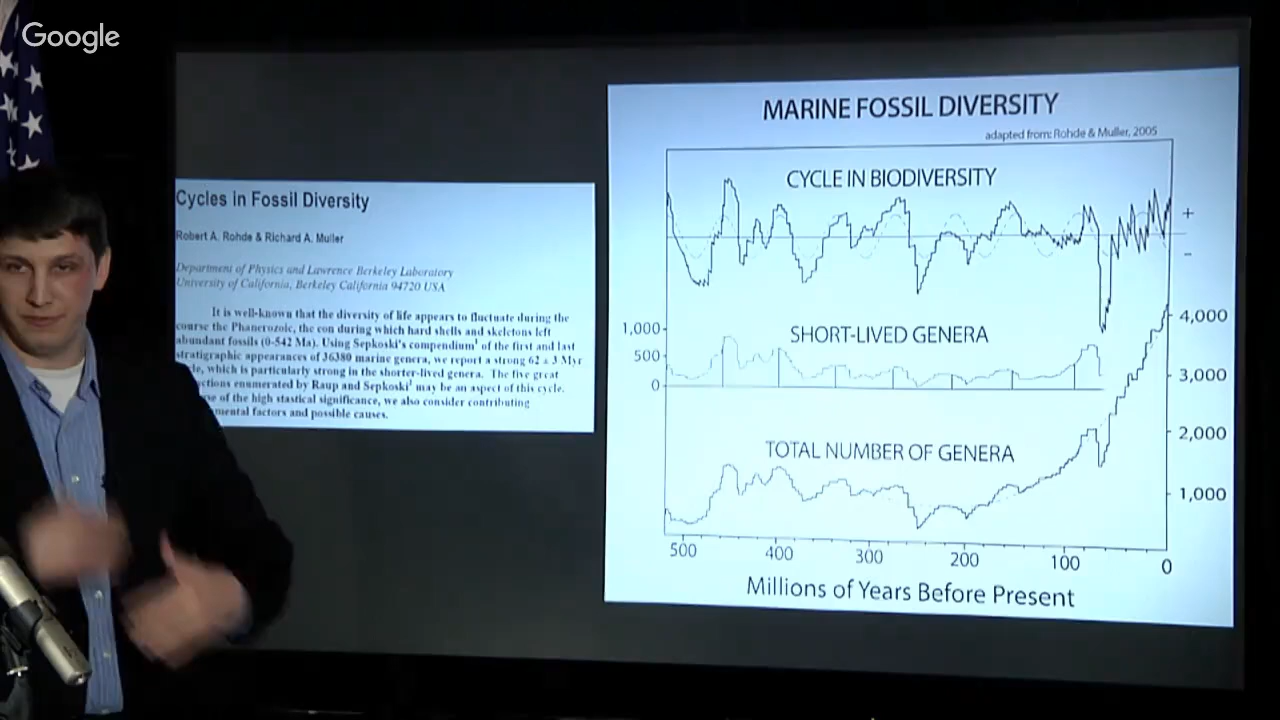 Google
Cycles in Fossil Diversity
Robert A. Rohde & Richard A. Muller
Department of Physics and Lawrence Berkeley Laboratory
University of California, Berkeley California 94720 USA
It is well-known that the diversity of life appears to fluctuate during the
course the Phanerozoic, the eon during which hard shells and skeletons left
abundant fossils (0-542 Ma). Using Sepkoski's compendium¹ of the first and last
stratigraphic appearances of 36380 marine genera, we report a strong 62 ± 3 Myr
which is particularly strong in the shorter-lived genera. The five great
enumerated by Raup and Sepkoski may be an aspect of this cycle.
of the high stastical significance, we also consider contributing
factors and possible causes.
MARINE FOSSIL DIVERSITY
adapted from: Rohde & Muller, 2005
CYCLE IN BIODIVERSITY
+
-
SHORT-LIVED GENERA
1,000
500
0
TOTAL NUMBER OF GENERA
4,000
3,000
2,000
1,000
500 400 300 200 100 0
Millions of Years Before Present